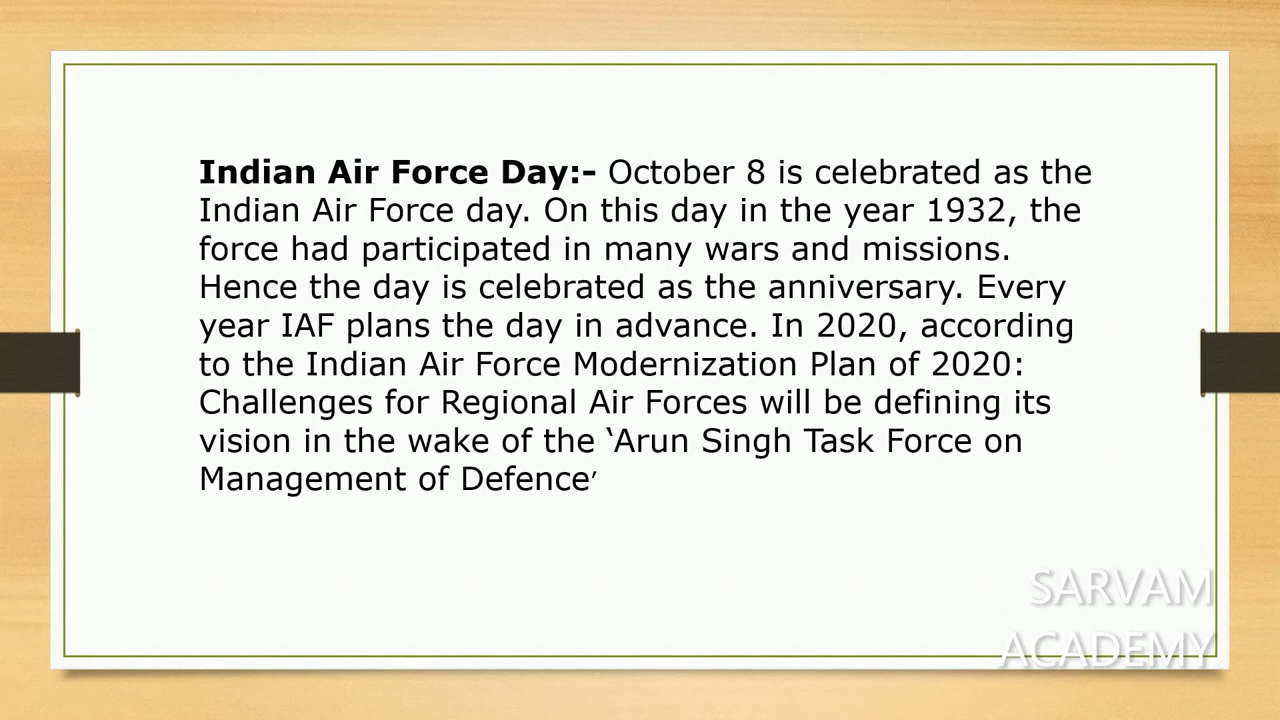 Indian Air Force Day:- October 8 is celebrated as the
Indian Air Force day. On this day in the year 1932, the
force had participated in many wars and missions.
Hence the day is celebrated as the anniversary. Every
year IAF plans the day in advance. In 2020, according
to the Indian Air Force Modernization Plan of 2020:
Challenges for Regional Air Forces will be defining its
vision in the wake of the ‘Arun Singh Task Force on
Management of Defence’
SARVAM
ACADEMY